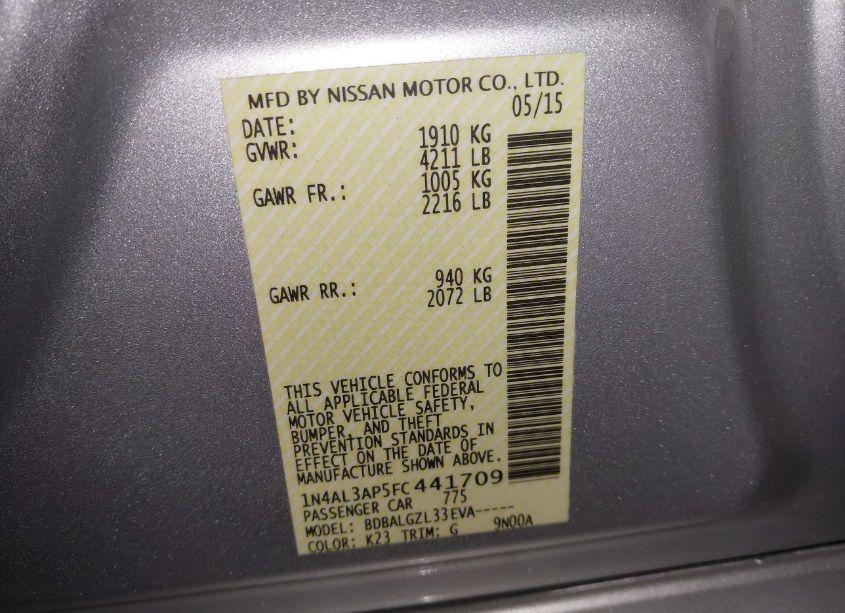 MFD BY NISSAN MOTOR CO., LTD.
DATE: 05/15
GVWR: 1910 KG
4211 LB
GAWR FR.: 1005 KG
2216 LB
GAWR RR.: 940 KG
2072 LB
THIS VEHICLE CONFORMS TO
ALL APPLICABLE FEDERAL
MOTOR VEHICLE SAFETY,
BUMPER, AND THEFT
PREVENTION STANDARDS IN
EFFECT ON THE DATE OF
MANUFACTURE SHOWN ABOVE.
1N4AL3AP5FC441709
PASSENGER CAR 775
MODEL: BDBALGZL33EVA-----
COLOR: K23 TRIM: G 9N00A